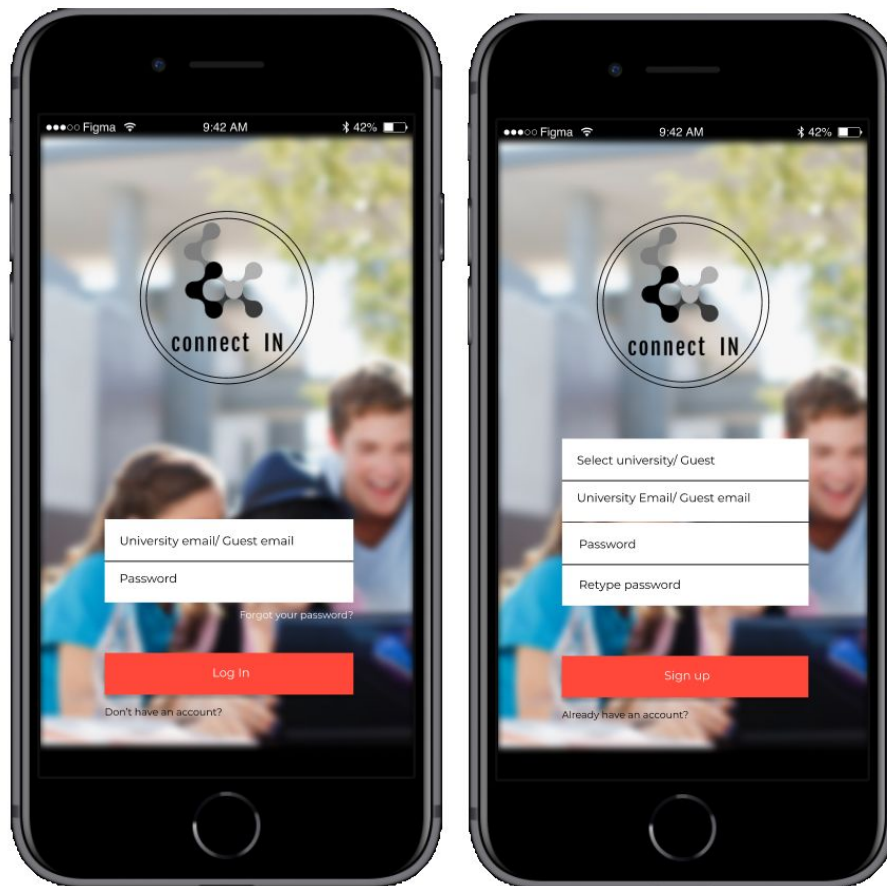 Figma 9:42 AM 42%
connect IN
University email/ Guest email
Password
Forgot your password?
Log In
Don't have an account?
Figma 9:42 AM 42%
connect IN
Select university/ Guest
University Email/ Guest email
Password
Retype password
Sign up
Already have an account?